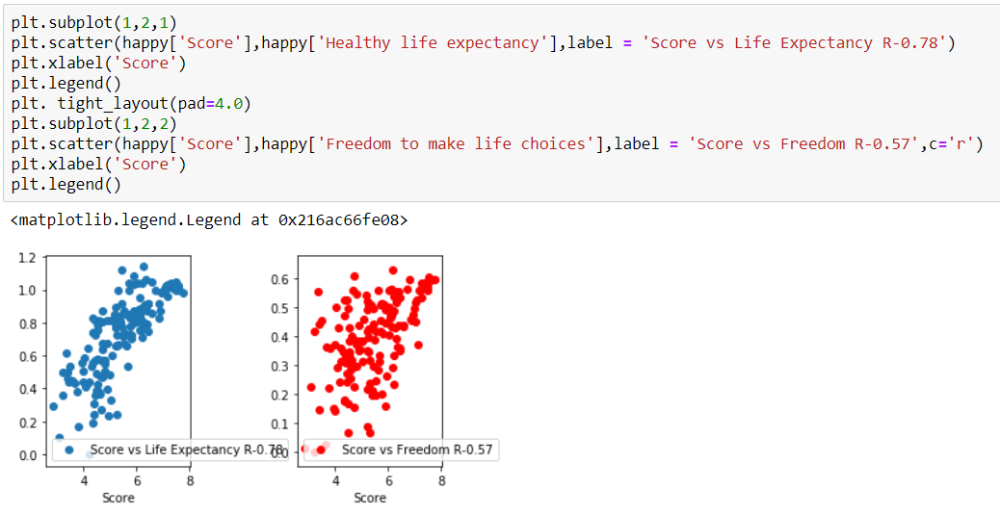 plt.subplot(1,2,1)
plt.scatter(happy['Score'],happy['Healthy life expectancy'],label = 'Score vs Life Expectancy R-0.78')
plt.xlabel('Score')
plt.legend()
plt. tight_layout(pad=4.0)
plt.subplot(1,2,2)
plt.scatter(happy['Score'],happy['Freedom to make life choices'],label = 'Score vs Freedom R-0.57',c='r')
plt.xlabel('Score')
plt.legend()
<matplotlib.legend.Legend at 0x216ac66fe08>
1.2
1.0
0.8
0.6
0.4
0.2
0.0
Score vs Life Expectancy R-0.78
4 6 8
Score
0.6
0.5
0.4
0.3
0.2
0.1
0.0
Score vs Freedom R-0.57
4 6 8
Score